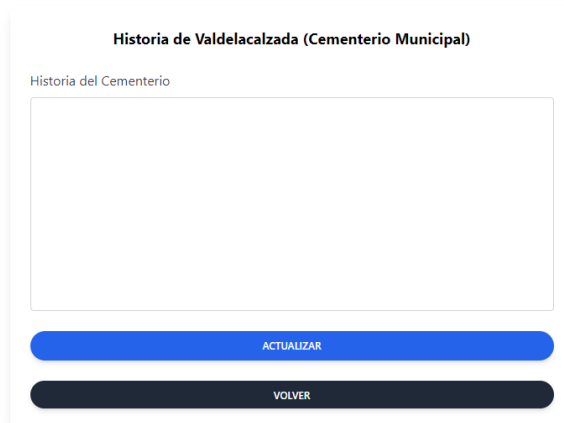 Historia de Valdelacalzada (Cementerio Municipal)
Historia del Cementerio
ACTUALIZAR
VOLVER